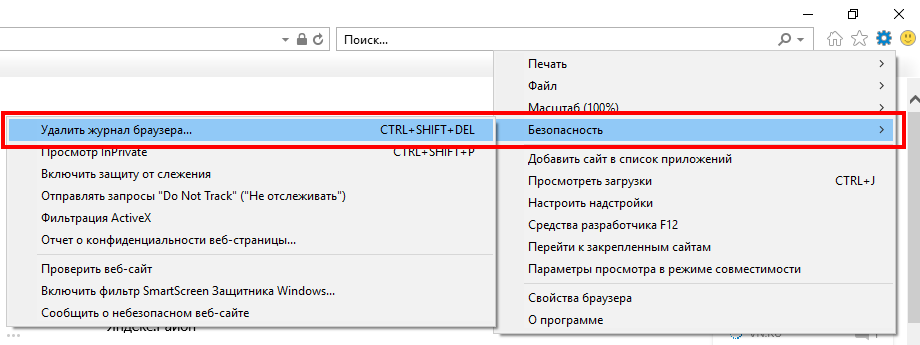 Поиск...
Печать
Файл
Масштаб (100%)
Безопасность
Добавить сайт в список приложений
Просмотреть загрузки CTRL+J
Настроить надстройки
Средства разработчика F12
Перейти к закрепленным сайтам
Параметры просмотра в режиме совместимости
Свойства браузера
О программе
Удалить журнал браузера... CTRL+SHIFT+DEL
Просмотр InPrivate CTRL+SHIFT+P
Включить защиту от слежения
Отправлять запросы "Do Not Track" ("Не отслеживать")
Фильтрация ActiveX
Отчет о конфиденциальности веб-страницы...
Проверить веб-сайт
Включить фильтр SmartScreen Защитника Windows...
Сообщить о небезопасном веб-сайте
Яндекс.Район
VN.RU